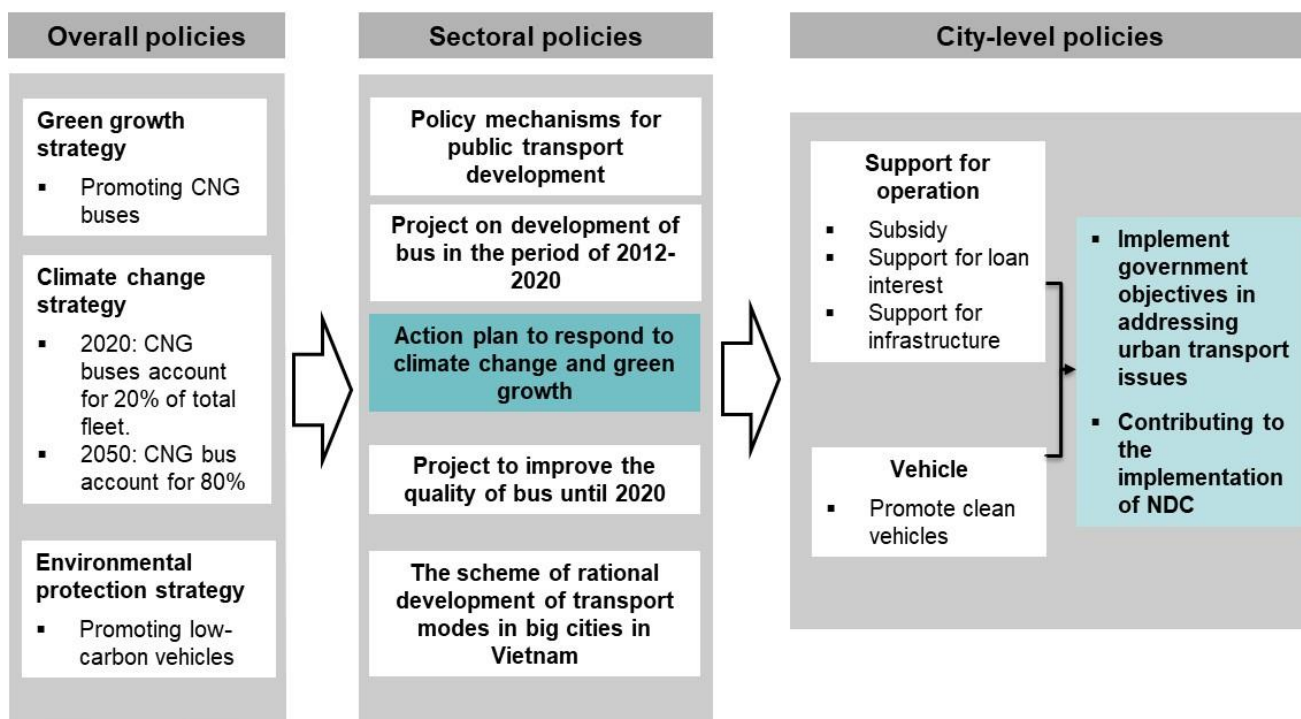 Overall policies
Green growth
strategy
▪ Promoting CNG
buses
Climate change
strategy
▪ 2020: CNG
buses account
for 20% of total
fleet.
▪ 2050: CNG bus
account for 80%
Environmental
protection strategy
▪ Promoting low-
carbon vehicles
Sectoral policies
Policy mechanisms for
public transport
development
Project on development of
bus in the period of 2012-
2020
Action plan to respond to
climate change and green
growth
Project to improve the
quality of bus until 2020
The scheme of rational
development of transport
modes in big cities in
Vietnam
City-level policies
Support for
operation
▪ Subsidy
▪ Support for loan
interest
▪ Support for
infrastructure
Vehicle
▪ Promote clean
vehicles
▪ Implement
government
objectives in
addressing
urban transport
issues
▪ Contributing to
the
implementation
of NDC